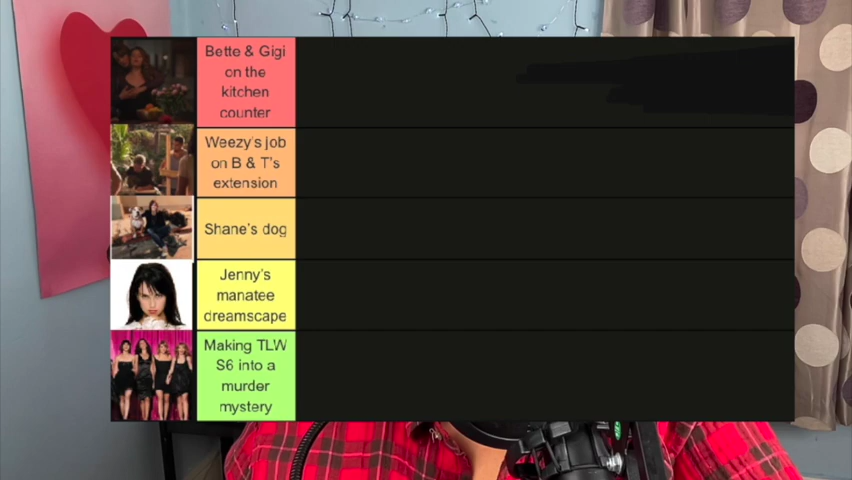 Bette & Gigi
on the
kitchen
counter
Weezy's job
on B & T's
extension
Shane's dog
Jenny's
manatee
dreamscape
Making TLW
S6 into a
murder
mystery